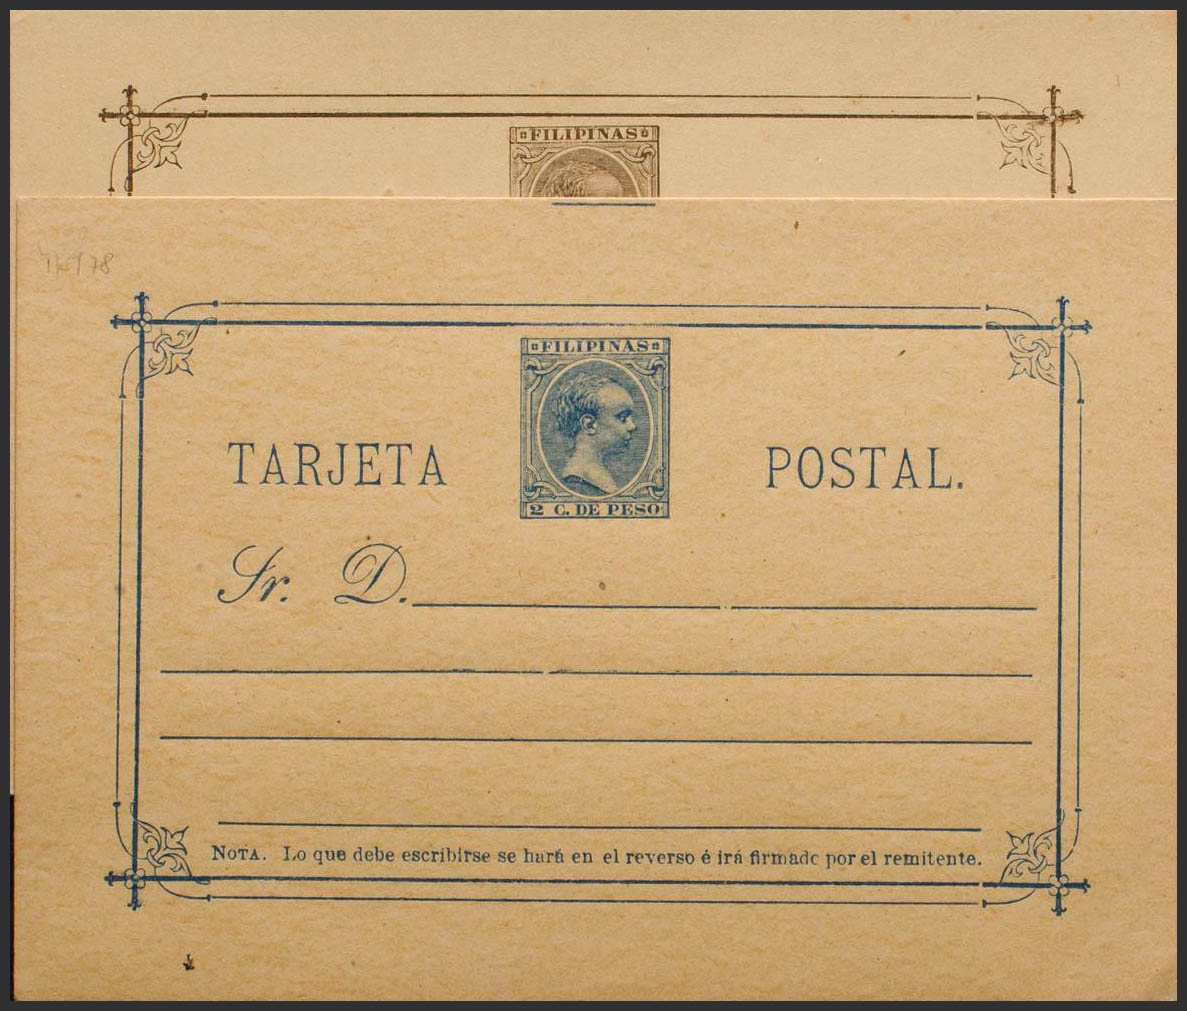 FILIPINAS
FILIPINAS
TARJETA POSTAL.
2 C. DE PESO
Sr. D.
NOTA. Lo que debe escribirse se hará en el reverso é irá firmado por el remitente.